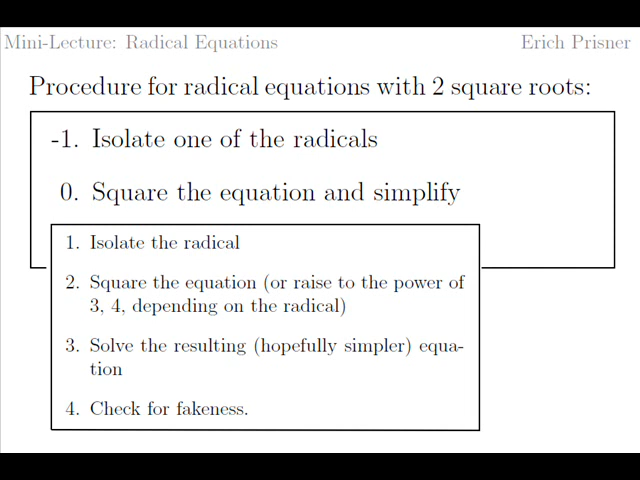 Mini-Lecture: Radical Equations Erich Prisner
Procedure for radical equations with 2 square roots:
-1. Isolate one of the radicals
0. Square the equation and simplify
1. Isolate the radical
2. Square the equation (or raise to the power of
3, 4, depending on the radical)
3. Solve the resulting (hopefully simpler) equa-
tion
4. Check for fakeness.